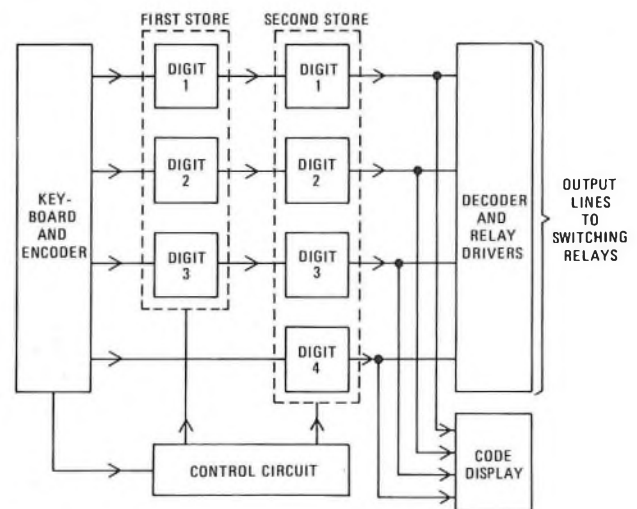 FIRST STORE
SECOND STORE
DIGIT
1
DIGIT
1
DIGIT
2
DIGIT
2
KEY-
BOARD
AND
ENCODER
DECODER
AND
RELAY
DRIVERS
OUTPUT
LINES
TO
SWITCHING
RELAYS
DIGIT
3
DIGIT
3
DIGIT
4
CONTROL CIRCUIT
CODE
DISPLAY